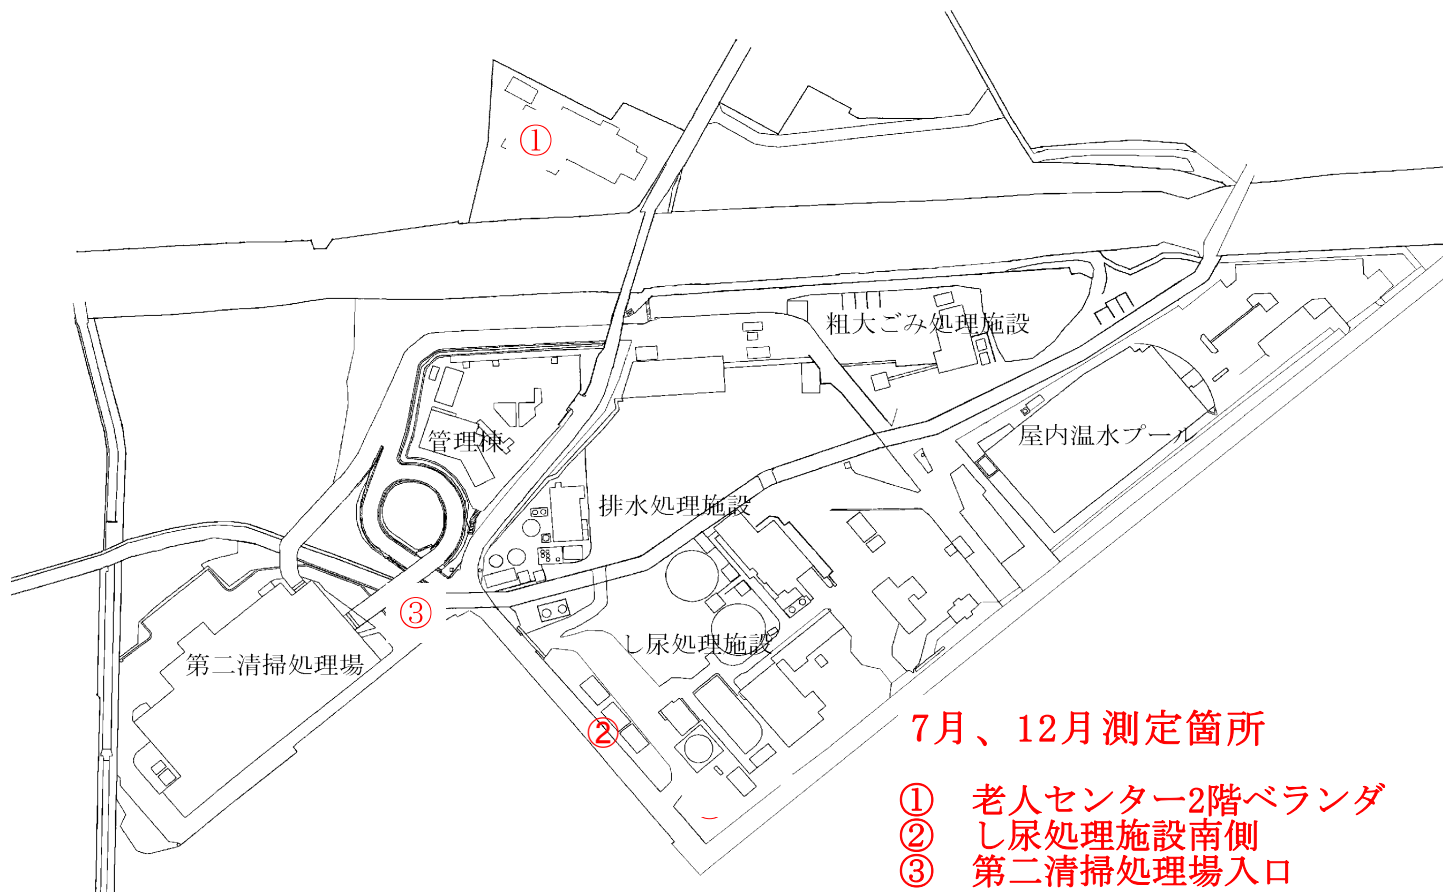 ①
粗大ごみ処理施設
管理棟
屋内温水プール
排水処理施設
③
し尿処理施設
第二清掃処理場
②
7月、12月測定箇所
① 老人センター2階ベランダ
② し尿処理施設南側
③ 第二清掃処理場入口